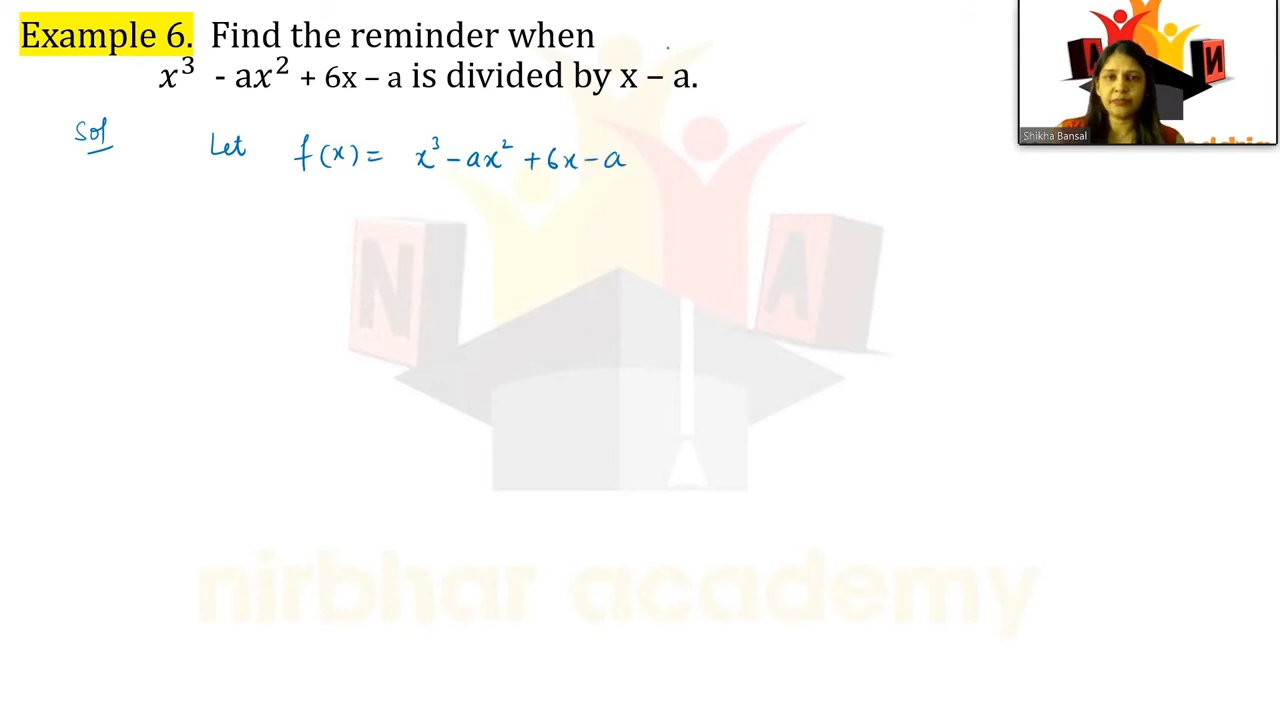 Example 6. Find the reminder when
x³ - ax² + 6x – a is divided by x – a.
Sol
Let f(x) = x³ - ax² + 6x - a
N A
A N
Shikha Bansal
nirbhar academy